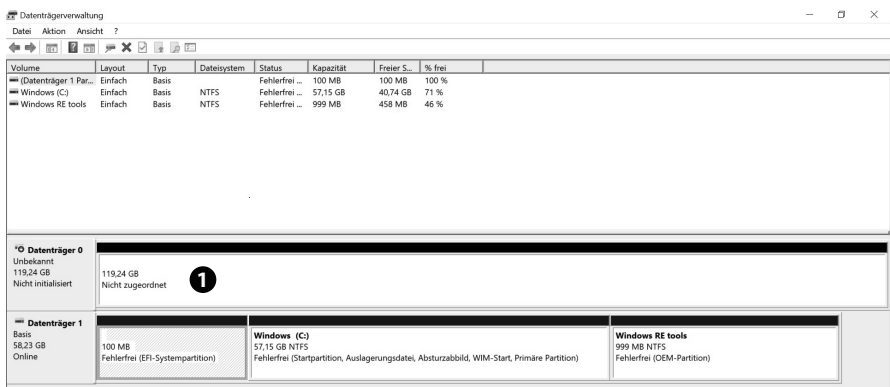 Datenträgerverwaltung
Datei Aktion Ansicht ?
Volume Layout Typ Dateisystem Status Kapazität Freier S... % frei
(Datenträger 1 Par... Einfach Basis Fehlerfrei ... 100 MB 100 MB 100 %
Windows (C:) Einfach Basis NTFS Fehlerfrei ... 57,15 GB 40,74 GB 71 %
Windows RE tools Einfach Basis NTFS Fehlerfrei ... 999 MB 458 MB 46 %
Datenträger 0
Unbekannt
119,24 GB
Nicht initialisiert
119,24 GB
Nicht zugeordnet
1
Datenträger 1
Basis
58,23 GB
Online
100 MB
Fehlerfrei (EFI-Systempartition)
Windows (C:)
57,15 GB NTFS
Fehlerfrei (Startpartition, Auslagerungsdatei, Absturzabbild, WIM-Start, Primäre Partition)
Windows RE tools
999 MB NTFS
Fehlerfrei (OEM-Partition)